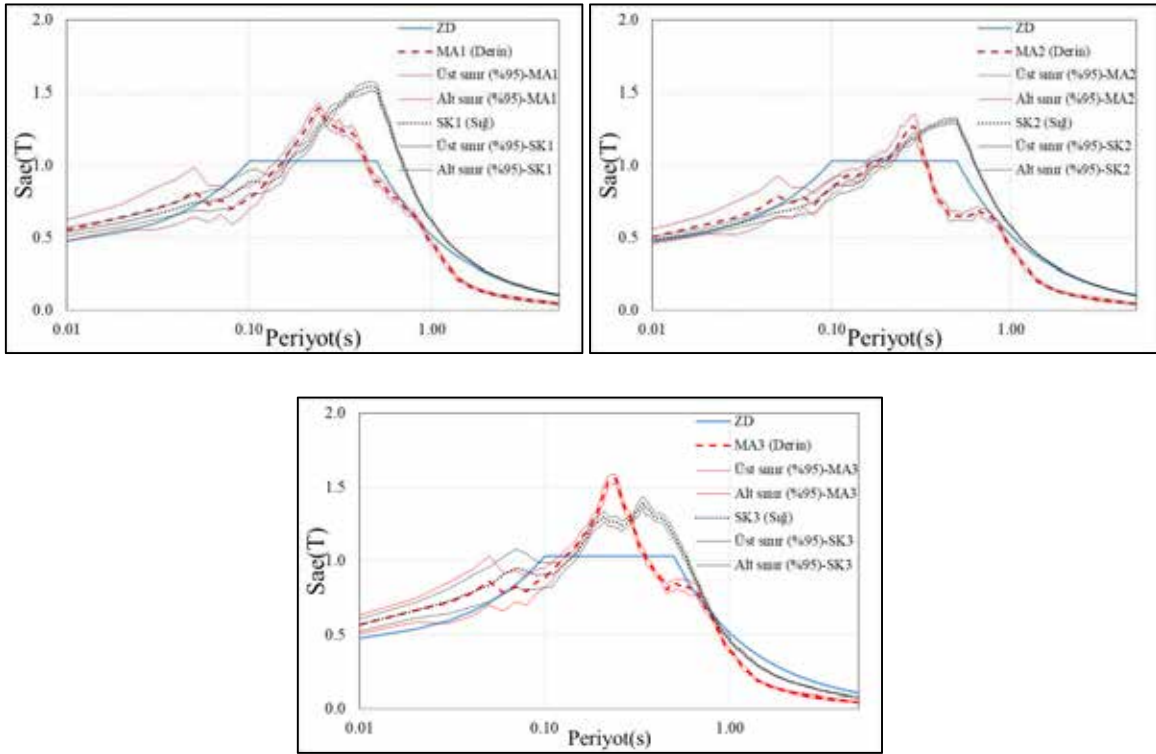 2.0
1.5
1.0
0.5
0.0
Sae(T)
0.01
0.10
1.00
Periyot(s)
ZD
MA1 (Derin)
Üst sınır (%95)-MA1
Alt sınır (%95)-MA1
SK1 (Sığ)
Üst sınır (%95)-SK1
Alt sınır (%95)-SK1
2.0
1.5
1.0
0.5
0.0
Sae(T)
0.01
0.10
1.00
Periyot(s)
ZD
MA2 (Derin)
Üst sınır (%95)-MA2
Alt sınır (%95)-MA2
SK2 (Sığ)
Üst sınır (%95)-SK2
Alt sınır (%95)-SK2
2.0
1.5
1.0
0.5
0.0
Sae(T)
0.01
0.10
1.00
Periyot(s)
ZD
MA3 (Derin)
Üst sınır (%95)-MA3
Alt sınır (%95)-MA3
SK3 (Sığ)
Üst sınır (%95)-SK3
Alt sınır (%95)-SK3